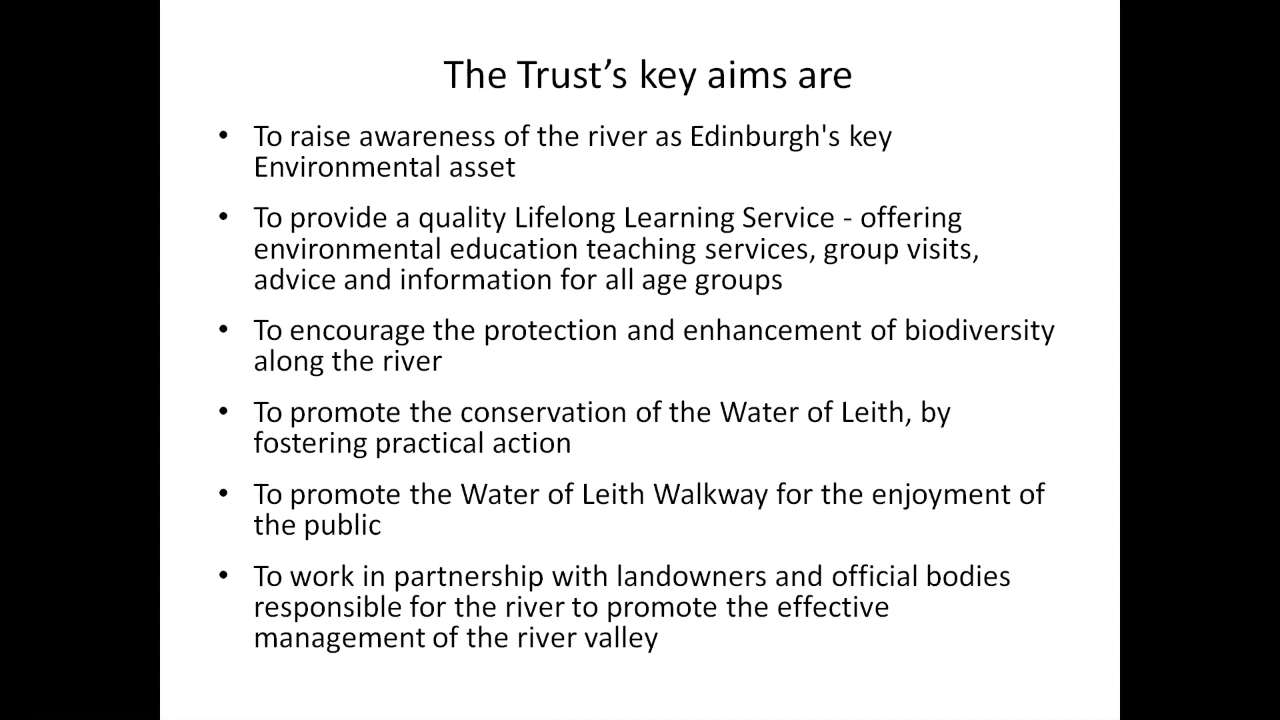 The Trust’s key aims are
• To raise awareness of the river as Edinburgh's key
Environmental asset
• To provide a quality Lifelong Learning Service - offering
environmental education teaching services, group visits,
advice and information for all age groups
• To encourage the protection and enhancement of biodiversity
along the river
• To promote the conservation of the Water of Leith, by
fostering practical action
• To promote the Water of Leith Walkway for the enjoyment of
the public
• To work in partnership with landowners and official bodies
responsible for the river to promote the effective
management of the river valley